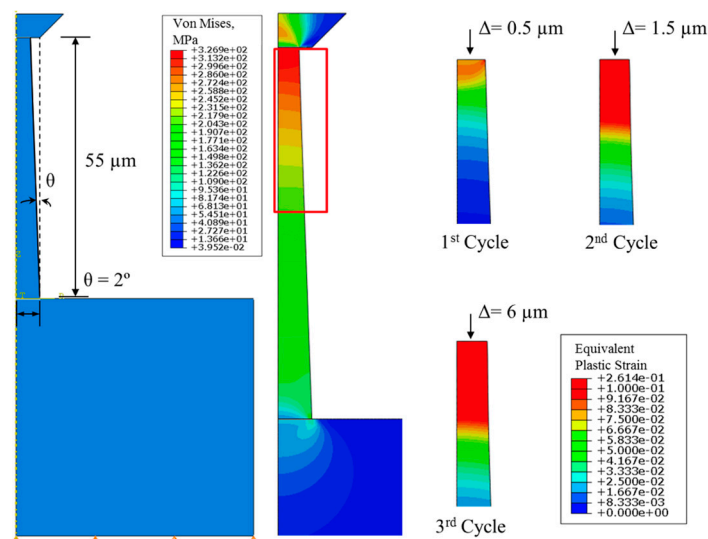 Von Mises,
MPa
+3.269e+02
+3.132e+02
+2.996e+02
+2.860e+02
+2.724e+02
+2.588e+02
+2.452e+02
+2.315e+02
+2.179e+02
+2.043e+02
+1.907e+02
+1.771e+02
+1.634e+02
+1.498e+02
+1.362e+02
+1.226e+02
+1.090e+02
+9.536e+01
+8.174e+01
+6.813e+01
+5.451e+01
+4.089e+01
+2.727e+01
+1.366e+01
+3.952e-02
55 µm
θ
θ = 2º
Δ= 0.5 µm
Δ= 1.5 µm
1st Cycle
2nd Cycle
Δ= 6 µm
3rd Cycle
Equivalent
Plastic Strain
+2.614e-01
+1.000e-01
+9.167e-02
+8.333e-02
+7.500e-02
+6.667e-02
+5.833e-02
+5.000e-02
+4.167e-02
+3.333e-02
+2.500e-02
+1.667e-02
+8.333e-03
+0.000e+00